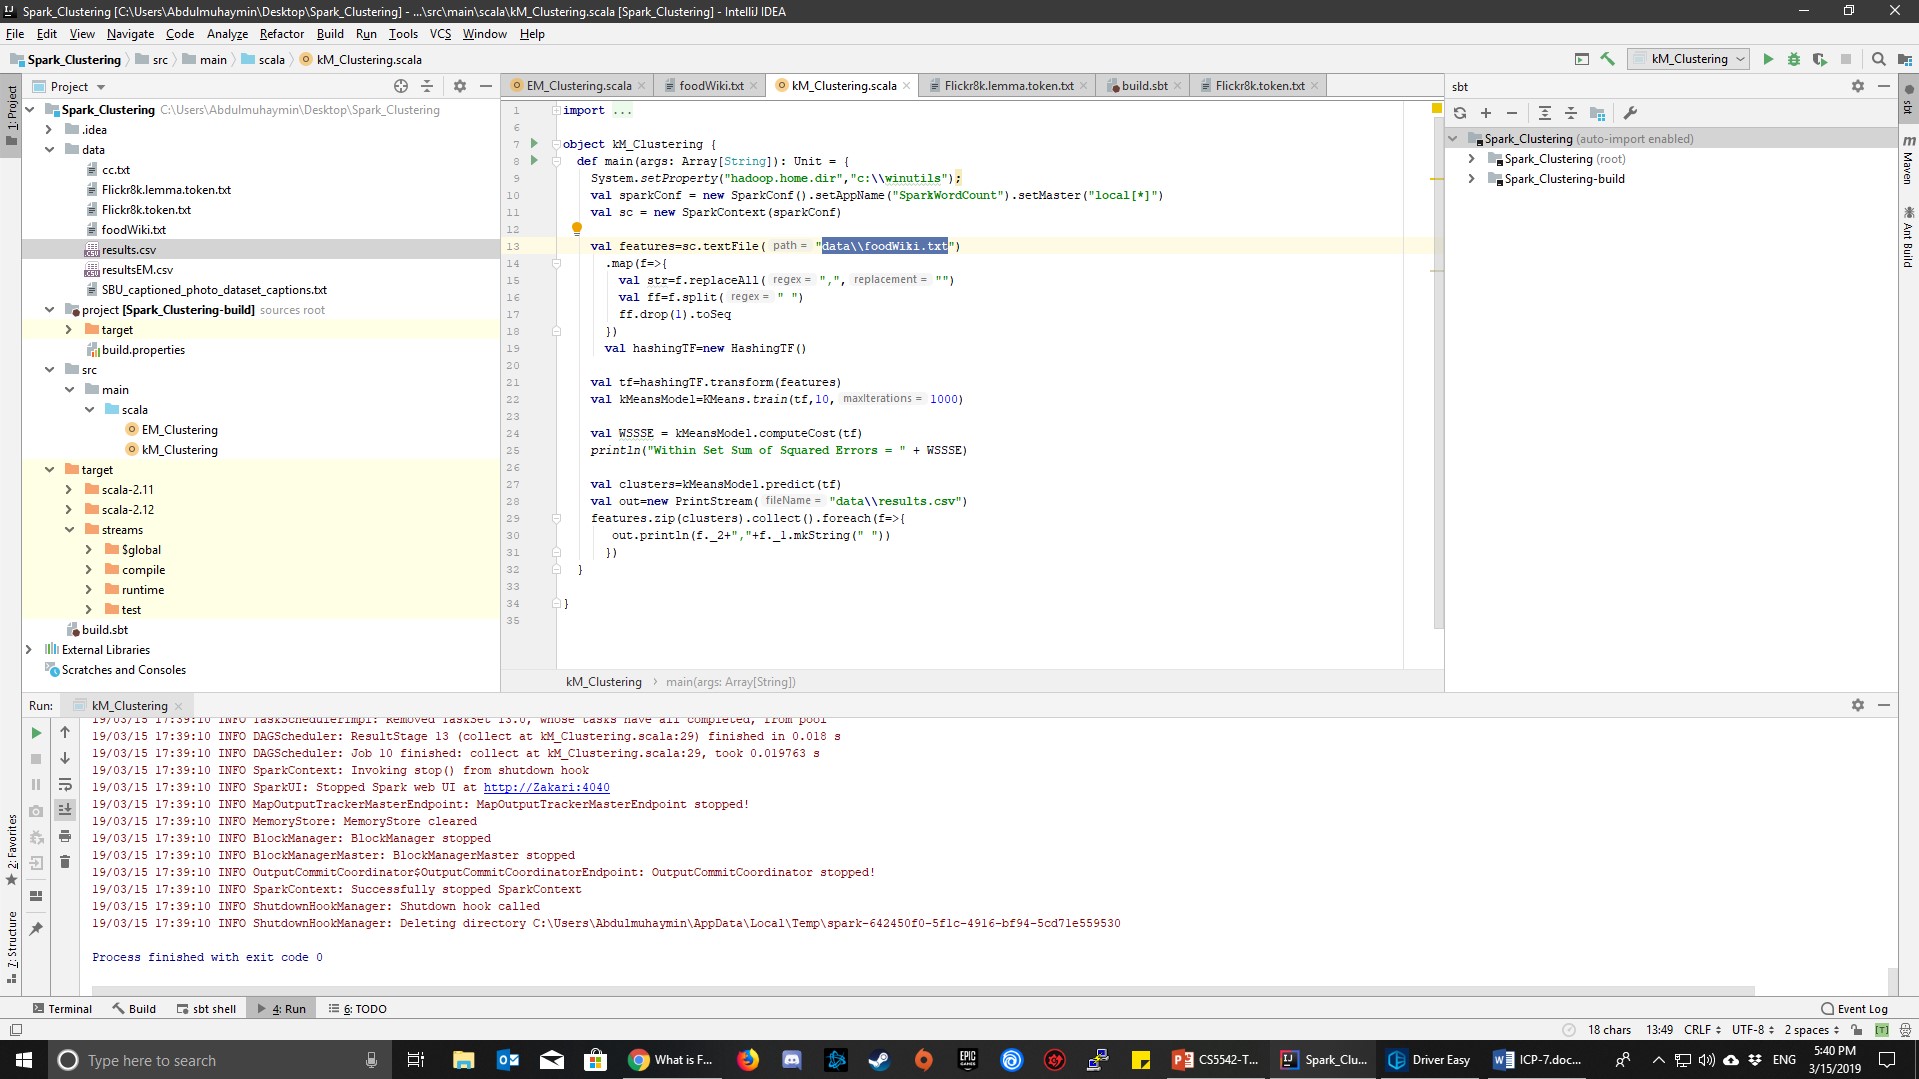 Spark_Clustering [C:\Users\Abdulmuhaymin\Desktop\Spark_Clustering] - ...\src\main\scala\kM_Clustering.scala [Spark_Clustering] - IntelliJ IDEA
File Edit View Navigate Code Analyze Refactor Build Run Tools VCS Window Help
Spark_Clustering src main scala kM_Clustering.scala
kM_Clustering
1: Project
Project
Spark_Clustering C:\Users\Abdulmuhaymin\Desktop\Spark_Clustering
.idea
data
cc.txt
Flickr8k.lemma.token.txt
Flickr8k.token.txt
foodWiki.txt
results.csv
resultsEM.csv
SBU_captioned_photo_dataset_captions.txt
project [Spark_Clustering-build] sources root
target
build.properties
src
main
scala
EM_Clustering
kM_Clustering
target
scala-2.11
scala-2.12
streams
$global
compile
runtime
test
build.sbt
External Libraries
Scratches and Consoles
EM_Clustering.scala foodWiki.txt kM_Clustering.scala Flickr8k.lemma.token.txt build.sbt Flickr8k.token.txt
1 import ...
6
7 object kM_Clustering {
8 def main(args: Array[String]): Unit = {
9 System.setProperty("hadoop.home.dir","c:\\winutils");
10 val sparkConf = new SparkConf().setAppName("SparkWordCount").setMaster("local[*]")
11 val sc = new SparkContext(sparkConf)
12
13 val features=sc.textFile( path = "data\\foodWiki.txt")
14 .map(f=>{
15 val str=f.replaceAll( regex = ",", replacement = "")
16 val ff=f.split( regex = " ")
17 ff.drop(1).toSeq
18 })
19 val hashingTF=new HashingTF()
20
21 val tf=hashingTF.transform(features)
22 val kMeansModel=KMeans.train(tf,10, maxIterations = 1000)
23
24 val WSSSE = kMeansModel.computeCost(tf)
25 println("Within Set Sum of Squared Errors = " + WSSSE)
26
27 val clusters=kMeansModel.predict(tf)
28 val out=new PrintStream( fileName = "data\\results.csv")
29 features.zip(clusters).collect().foreach(f=>{
30 out.println(f._2+","+f._1.mkString(" "))
31 })
32 }
33
34 }
35
kM_Clustering main(args: Array[String])
sbt
Spark_Clustering (auto-import enabled)
Spark_Clustering (root)
Spark_Clustering-build
sbt
Maven
Ant Build
Run: kM_Clustering
19/03/15 17:39:10 INFO TaskSchedulerImpl: Removed TaskSet 13.0, whose tasks have all completed, from pool
19/03/15 17:39:10 INFO DAGScheduler: ResultStage 13 (collect at kM_Clustering.scala:29) finished in 0.018 s
19/03/15 17:39:10 INFO DAGScheduler: Job 10 finished: collect at kM_Clustering.scala:29, took 0.019763 s
19/03/15 17:39:10 INFO SparkContext: Invoking stop() from shutdown hook
19/03/15 17:39:10 INFO SparkUI: Stopped Spark web UI at http://Zakari:4040
19/03/15 17:39:10 INFO MapOutputTrackerMasterEndpoint: MapOutputTrackerMasterEndpoint stopped!
19/03/15 17:39:10 INFO MemoryStore: MemoryStore cleared
19/03/15 17:39:10 INFO BlockManager: BlockManager stopped
19/03/15 17:39:10 INFO BlockManagerMaster: BlockManagerMaster stopped
19/03/15 17:39:10 INFO OutputCommitCoordinator$OutputCommitCoordinatorEndpoint: OutputCommitCoordinator stopped!
19/03/15 17:39:10 INFO SparkContext: Successfully stopped SparkContext
19/03/15 17:39:10 INFO ShutdownHookManager: Shutdown hook called
19/03/15 17:39:10 INFO ShutdownHookManager: Deleting directory C:\Users\Abdulmuhaymin\AppData\Local\Temp\spark-642450f0-5f1c-4916-bf94-5cd71e559530
Process finished with exit code 0
2: Favorites
7: Structure
Terminal Build sbt shell 4: Run 6: TODO Event Log
18 chars 13:49 CRLF UTF-8 2 spaces
Type here to search What is F... EPIC GAMES CS5542-T... Spark_Clu... Driver Easy ICP-7.doc... ENG 5:40 PM
3/15/2019